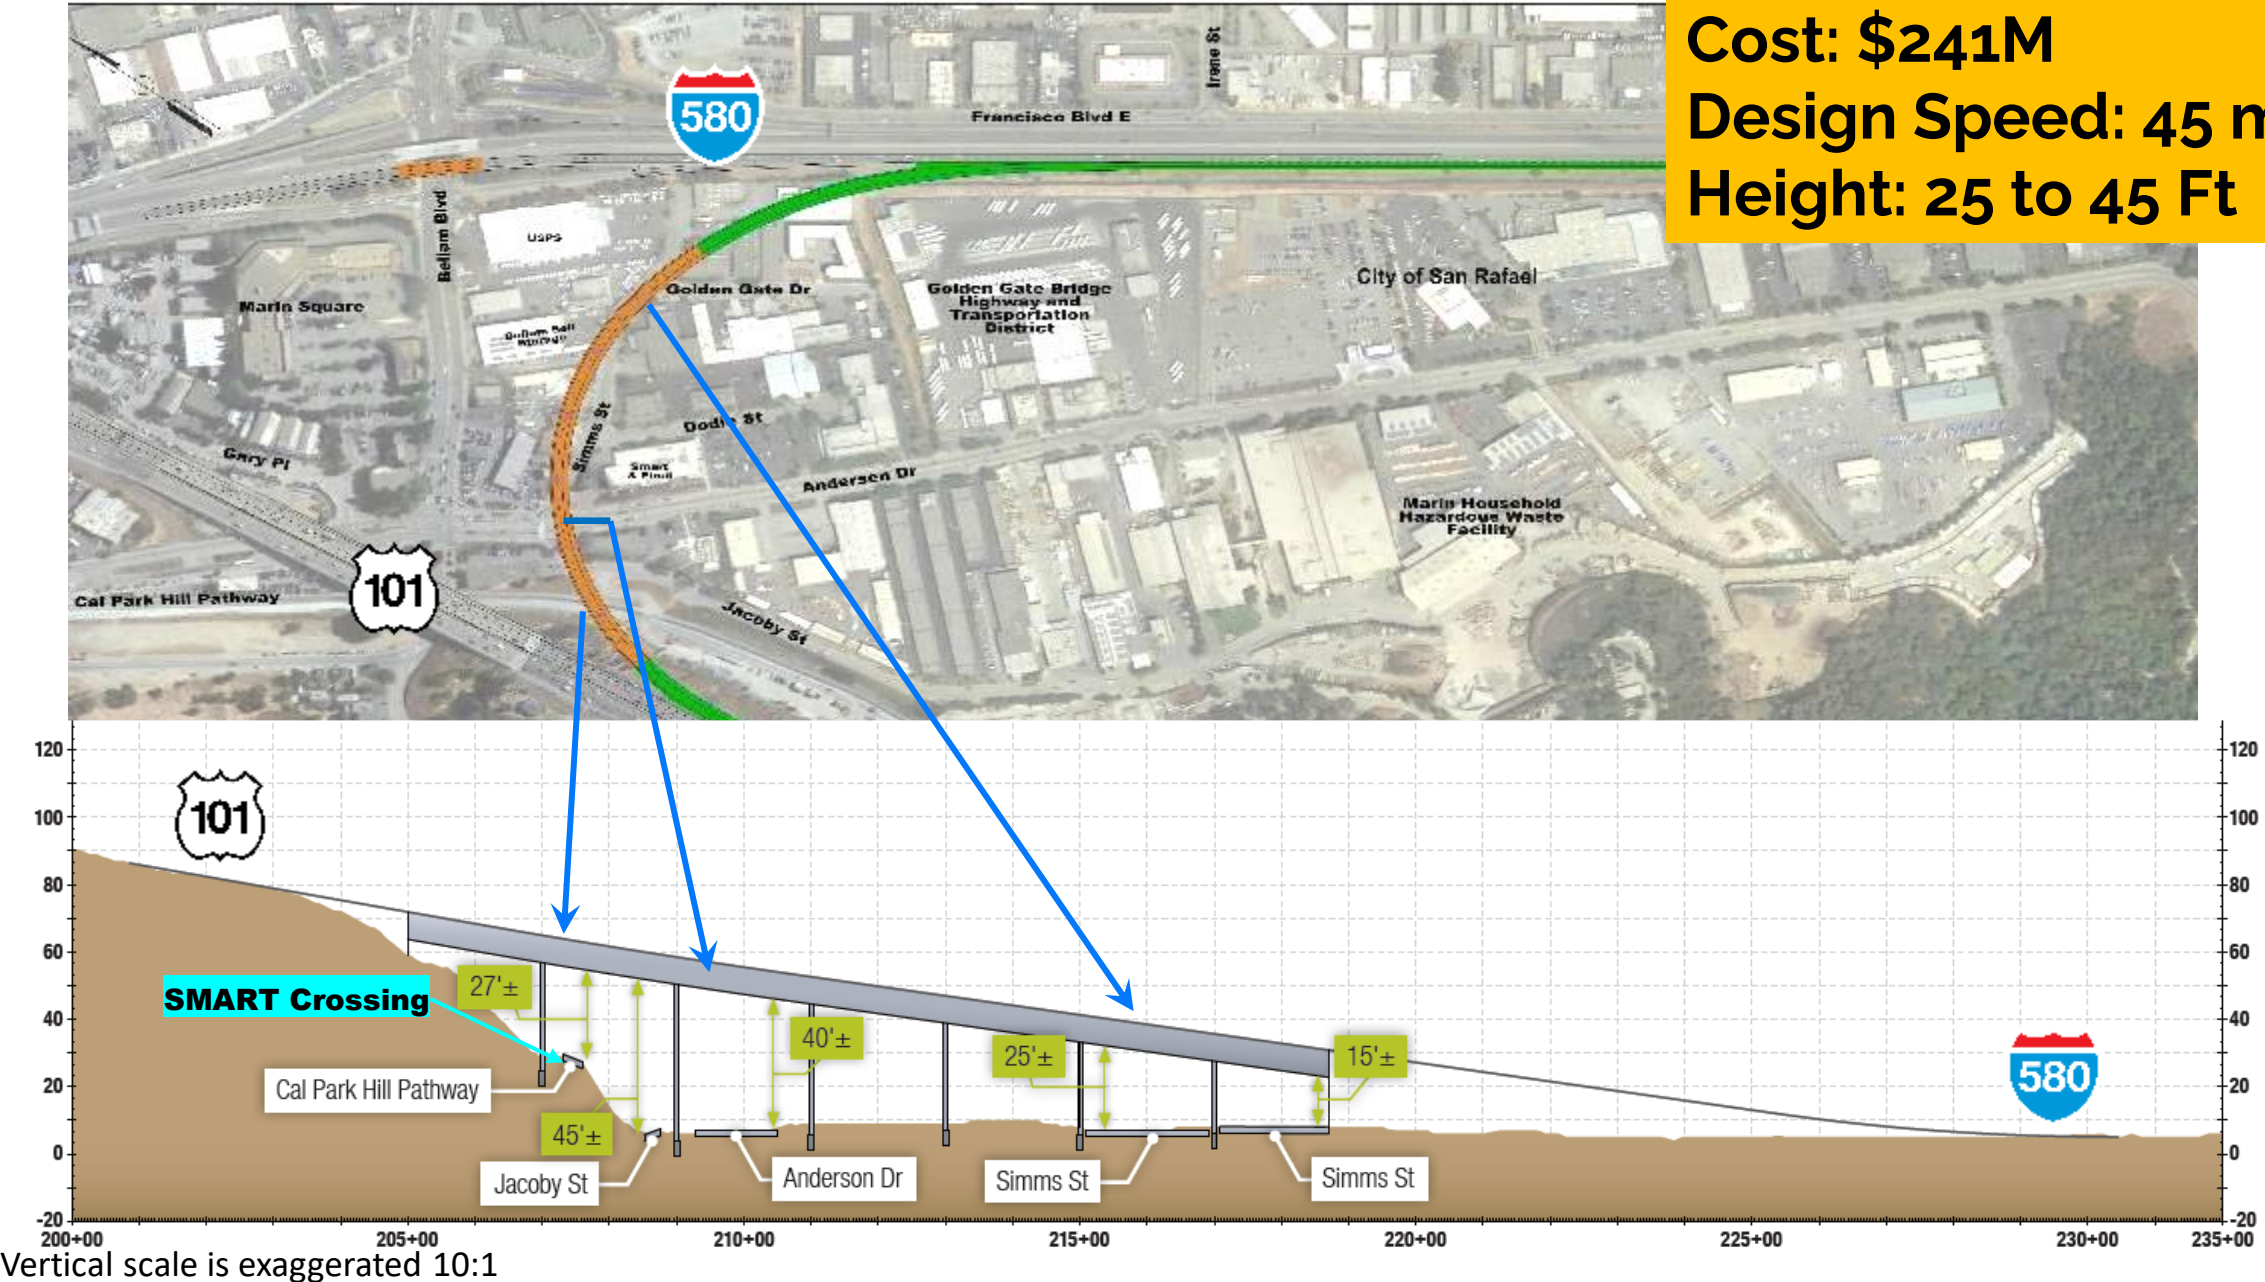 Cost: $241M
Design Speed: 45 m
Height: 25 to 45 Ft
Irene St
580
Francisco Blvd E
Bellam Blvd
USPS
Golden Gate Dr
Golden Gate Bridge
Highway and
Transportation
District
City of San Rafael
Marin Square
Simms St
Dodie St
Smart
& Final
Gary Pl
Andersen Dr
Marin Household
Hazardous Waste
Facility
101
Cal Park Hill Pathway
Jacoby St
120
100
80
60
40
20
0
-20
120
100
80
60
40
20
0
-20
101
27'±
SMART Crossing
40'±
25'±
15'±
580
Cal Park Hill Pathway
45'±
Jacoby St
Anderson Dr
Simms St
Simms St
200+00
205+00
210+00
215+00
220+00
225+00
230+00
235+00
Vertical scale is exaggerated 10:1